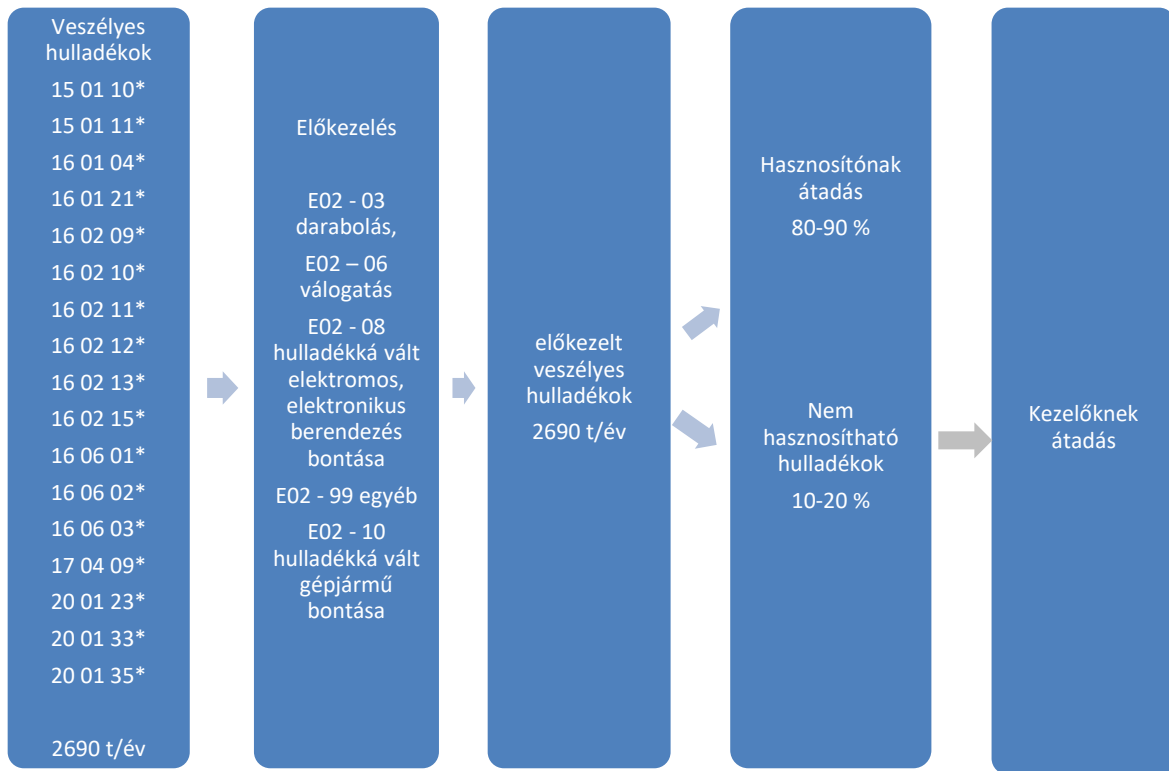 Veszélyes
hulladékok
15 01 10*
15 01 11*
16 01 04*
16 01 21*
16 02 09*
16 02 10*
16 02 11*
16 02 12*
16 02 13*
16 02 15*
16 06 01*
16 06 02*
16 06 03*
17 04 09*
20 01 23*
20 01 33*
20 01 35*
2690 t/év
Előkezelés
E02 - 03
darabolás,
E02 – 06
válogatás
E02 - 08
hulladékká vált
elektromos,
elektronikus
berendezés
bontása
E02 - 99 egyéb
E02 - 10
hulladékká vált
gépjármű
bontása
előkezelt
veszélyes
hulladékok
2690 t/év
Hasznosítónak
átadás
80-90 %
Nem
hasznosítható
hulladékok
10-20 %
Kezelőknek
átadás